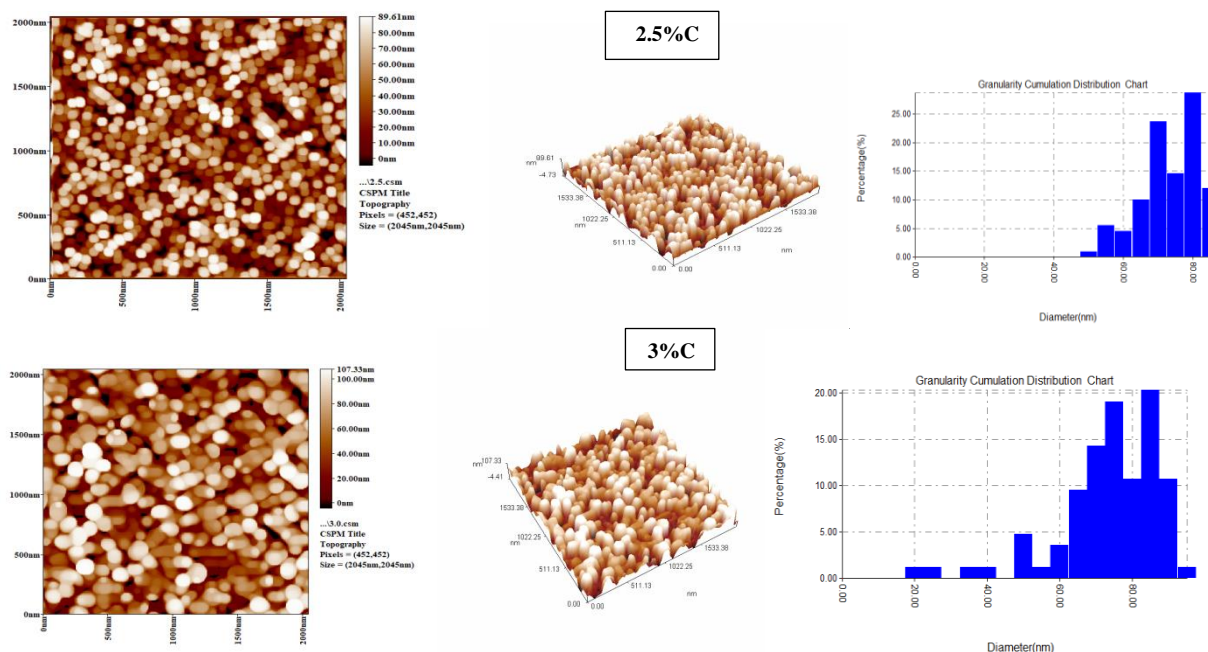 2000nm
1500nm
1000nm
500nm
0nm
0nm
500nm
1000nm
1500nm
2000nm
89.61nm
80.00nm
70.00nm
60.00nm
50.00nm
40.00nm
30.00nm
20.00nm
10.00nm
0nm
...\2.5.csm
CSPM Title
Topography
Pixels = (452,452)
Size = (2045nm,2045nm)
2.5%C
nm
-4.73
1533.38
1022.25
nm
511.13
0.00
0.00
511.13
nm
1022.25
1533.38
Granularity Cumulation Distribution Chart
Percentage(%)
25.00
20.00
15.00
10.00
5.00
0.00
0.00
20.00
40.00
60.00
80.00
Diameter(nm)
2000nm
1500nm
1000nm
500nm
0nm
0nm
500nm
1000nm
1500nm
2000nm
107.33nm
100.00nm
80.00nm
60.00nm
40.00nm
20.00nm
0nm
...\3.0.csm
CSPM Title
Topography
Pixels = (452,452)
Size = (2045nm,2045nm)
3%C
nm
107.33
-4.41
1533.38
1022.25
nm
511.13
0.00
0.00
511.13
nm
1022.25
1533.38
Granularity Cumulation Distribution Chart
Percentage(%)
20.00
15.00
10.00
5.00
0.00
0.00
20.00
40.00
60.00
80.00
Diameter(nm)